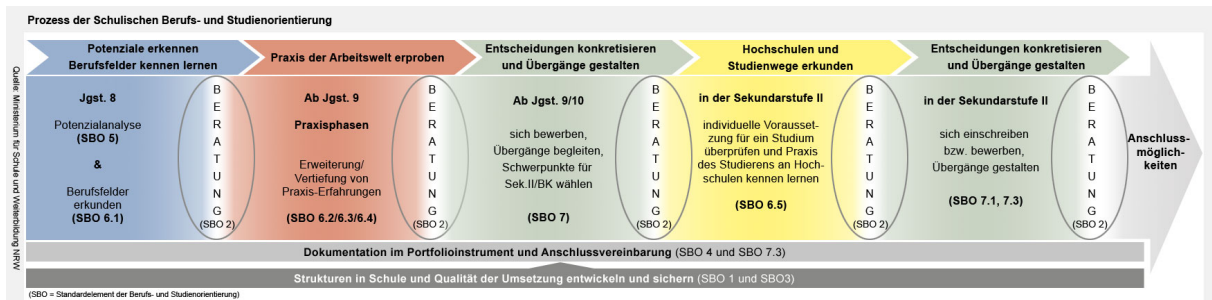 Prozess der Schulischen Berufs- und Studienorientierung
Potenziale erkennen
Berufsfelder kennen lernen
Praxis der Arbeitswelt erproben
Entscheidungen konkretisieren
und Übergänge gestalten
Hochschulen und
Studienwege erkunden
Entscheidungen konkretisieren
und Übergänge gestalten
Quelle: Ministerium für Schule und Weiterbildung NRW
Jgst. 8
Potenzialanalyse
(SBO 5)
&
Berufsfelder
erkunden
(SBO 6.1)
BERATUNG
(SBO 2)
Ab Jgst. 9
Praxisphasen
Erweiterung/
Vertiefung von
Praxis-Erfahrungen
(SBO 6.2/6.3/6.4)
BERATUNG
(SBO 2)
Ab Jgst. 9/10
sich bewerben,
Übergänge begleiten,
Schwerpunkte für
Sek.II/BK wählen
(SBO 7)
BERATUNG
(SBO 2)
in der Sekundarstufe II
individuelle Vorausset-
zung für ein Studium
überprüfen und Praxis
des Studierens an Hoch-
schulen kennen lernen
(SBO 6.5)
BERATUNG
(SBO 2)
in der Sekundarstufe II
sich einschreiben
bzw. bewerben,
Übergänge gestalten
(SBO 7.1, 7.3)
BERATUNG
(SBO 2)
Anschluss-
möglich-
keiten
Dokumentation im Portfolioinstrument und Anschlussvereinbarung (SBO 4 und SBO 7.3)
Strukturen in Schule und Qualität der Umsetzung entwickeln und sichern (SBO 1 und SBO3)
(SBO = Standardelement der Berufs- und Studienorientierung)